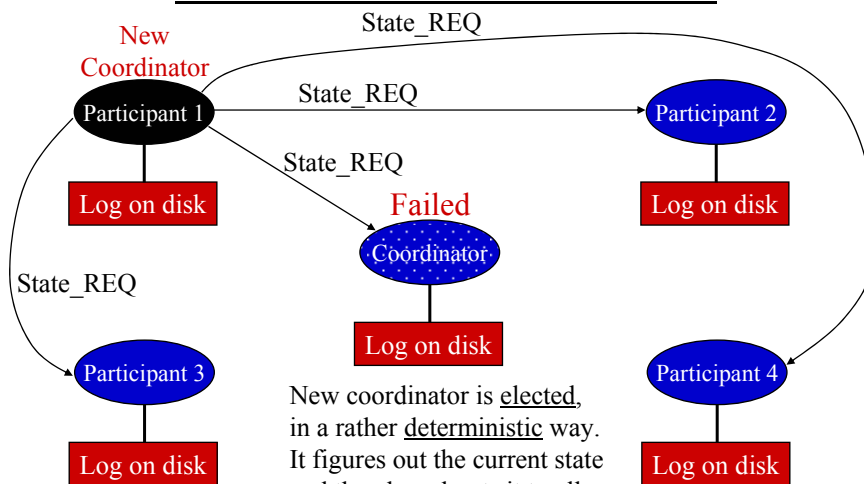 State_REQ
New
Coordinator
Participant 1
State_REQ
Participant 2
State_REQ
Log on disk
Failed
Log on disk
Coordinator
State_REQ
Log on disk
Participant 3
Participant 4
New coordinator is elected,
in a rather deterministic way.
It figures out the current state
Log on disk
Log on disk